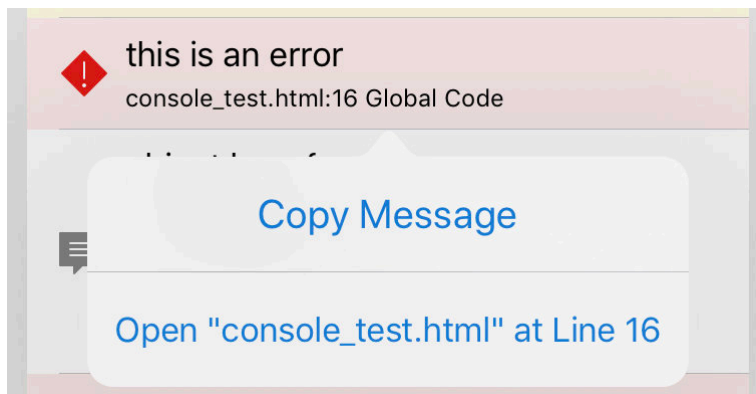 this is an error
console_test.html:16 Global Code
Copy Message
Open "console_test.html" at Line 16